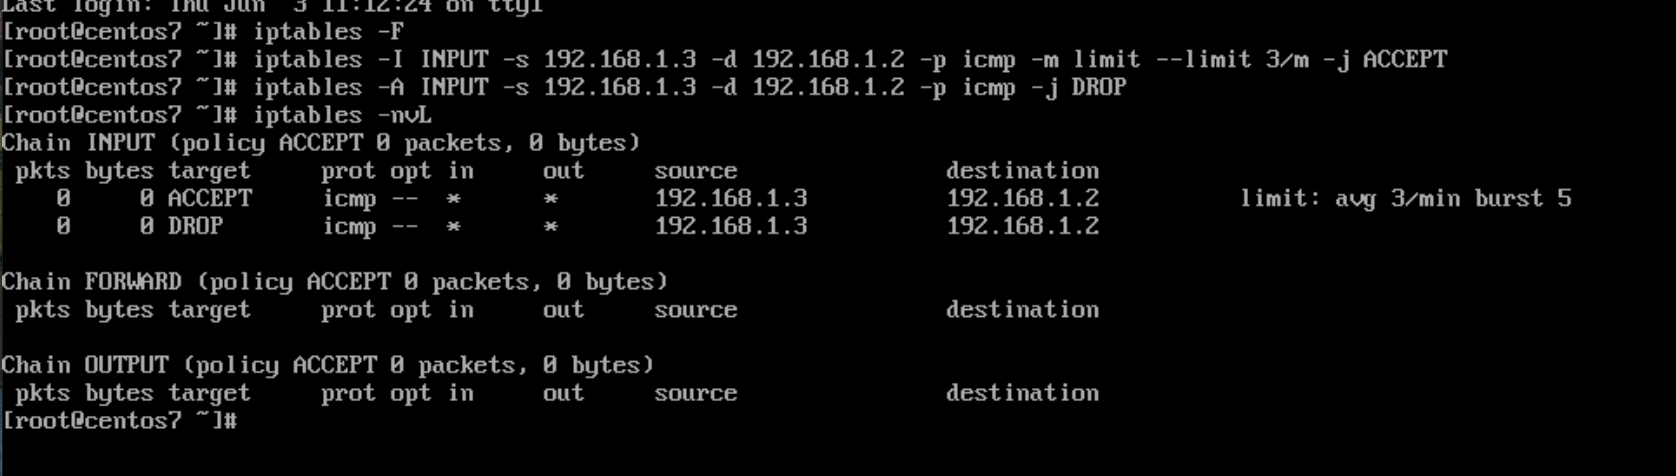 Last login: Thu Jun  3 11:12:24 on tty1
[root@centos7 ~]# iptables -F
[root@centos7 ~]# iptables -I INPUT -s 192.168.1.3 -d 192.168.1.2 -p icmp -m limit --limit 3/m -j ACCEPT
[root@centos7 ~]# iptables -A INPUT -s 192.168.1.3 -d 192.168.1.2 -p icmp -j DROP
[root@centos7 ~]# iptables -nvL
Chain INPUT (policy ACCEPT 0 packets, 0 bytes)
 pkts bytes target     prot opt in     out     source               destination
    0     0 ACCEPT     icmp --  *      *       192.168.1.3          192.168.1.2          limit: avg 3/min burst 5
    0     0 DROP       icmp --  *      *       192.168.1.3          192.168.1.2
Chain FORWARD (policy ACCEPT 0 packets, 0 bytes)
 pkts bytes target     prot opt in     out     source               destination
Chain OUTPUT (policy ACCEPT 0 packets, 0 bytes)
 pkts bytes target     prot opt in     out     source               destination
[root@centos7 ~]#